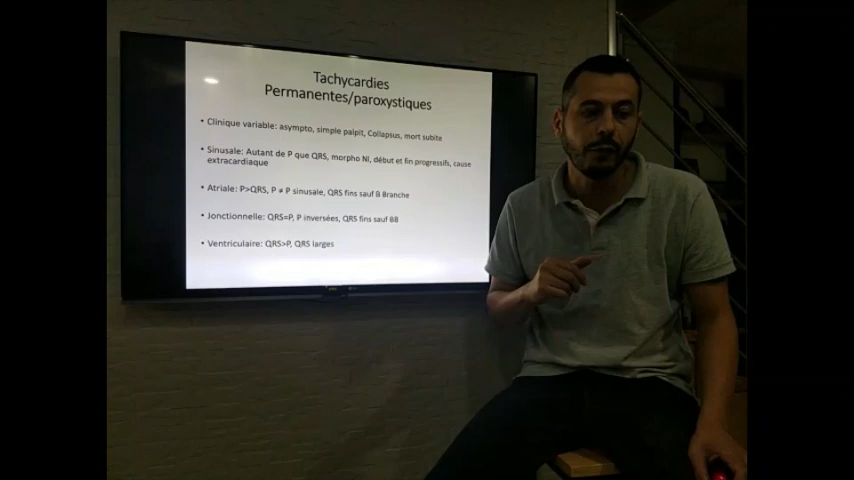 Tachycardies
Permanentes/paroxystiques
• Clinique variable: asympto, simple palpit, Collapsus, mort subite
• Sinusale: Autant de P que QRS, morpho Nl, début et fin progressifs, cause
extracardiaque
• Atriale: P>QRS, P ≠ P sinusale, QRS fins sauf B Branche
• Jonctionnelle: QRS=P, P inversées, QRS fins sauf BB
• Ventriculaire: QRS>P, QRS larges